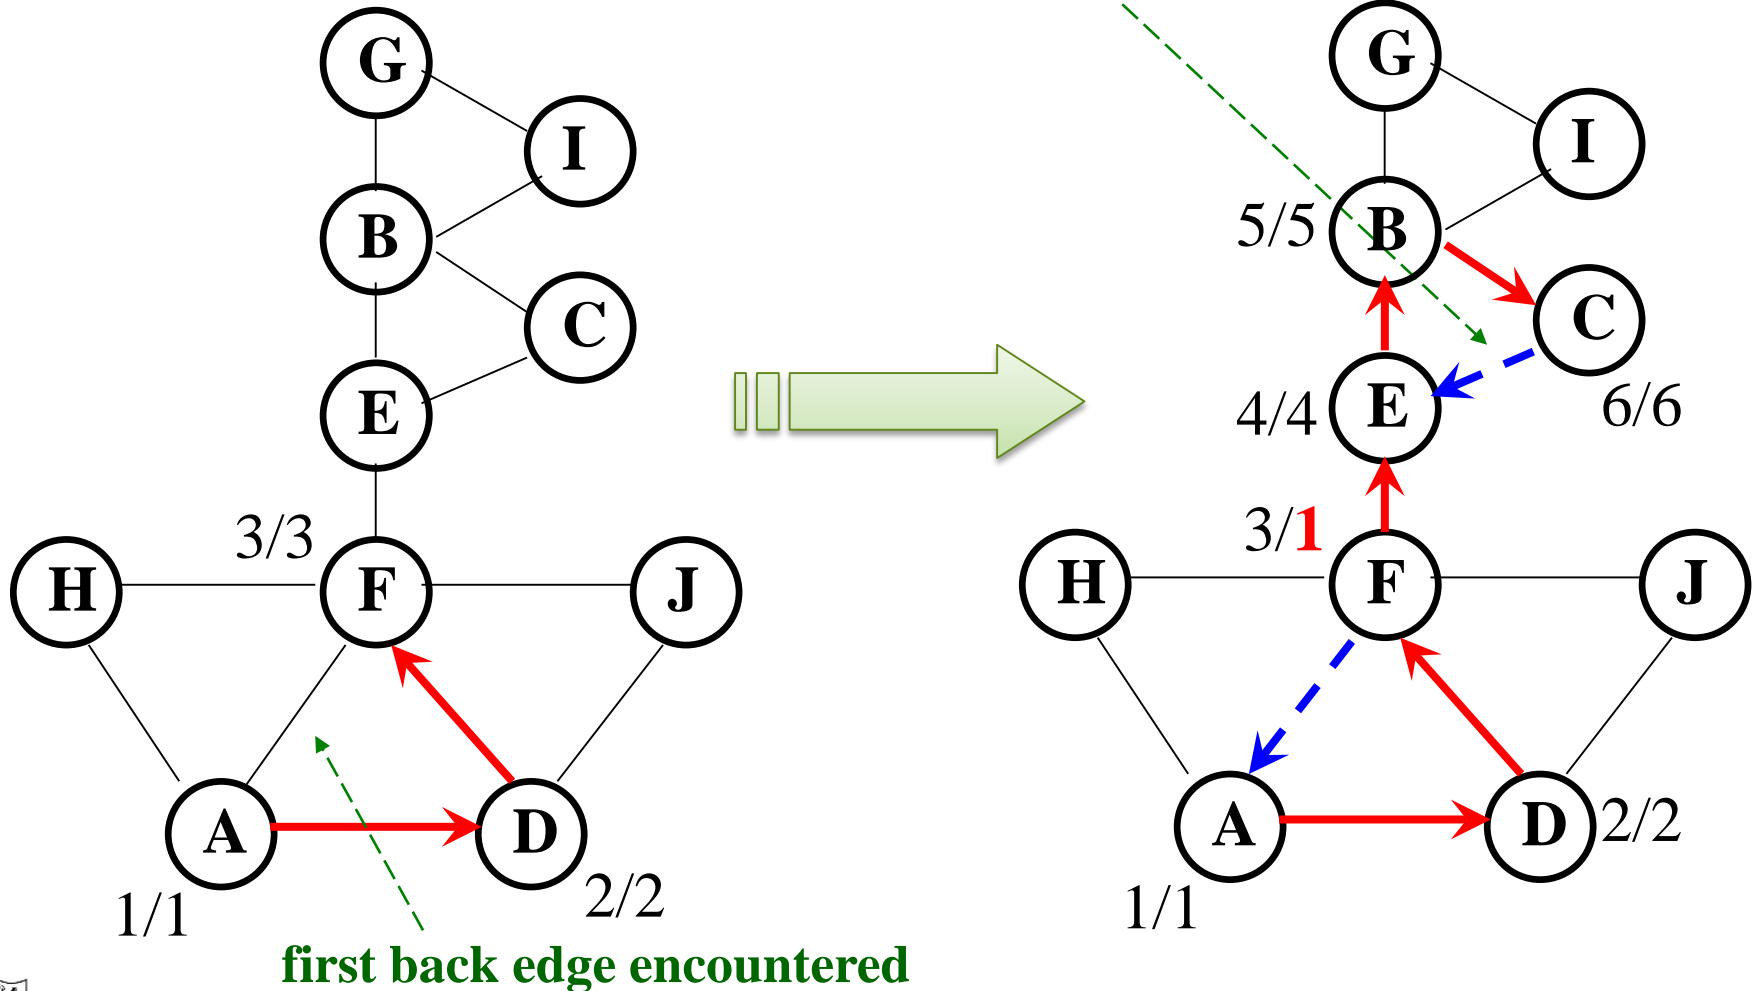 G
I
B
C
E
3/3
H
F
J
A
D
1/1
2/2
first back edge encountered
G
I
5/5
B
C
4/4
E
6/6
3/1
H
F
J
A
D
2/2
1/1